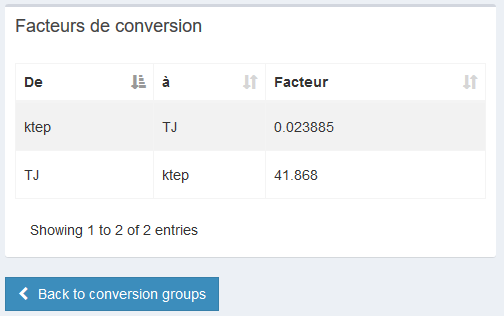 Facteurs de conversion
De à Facteur
ktep TJ 0.023885
TJ ktep 41.868
Showing 1 to 2 of 2 entries
Back to conversion groups